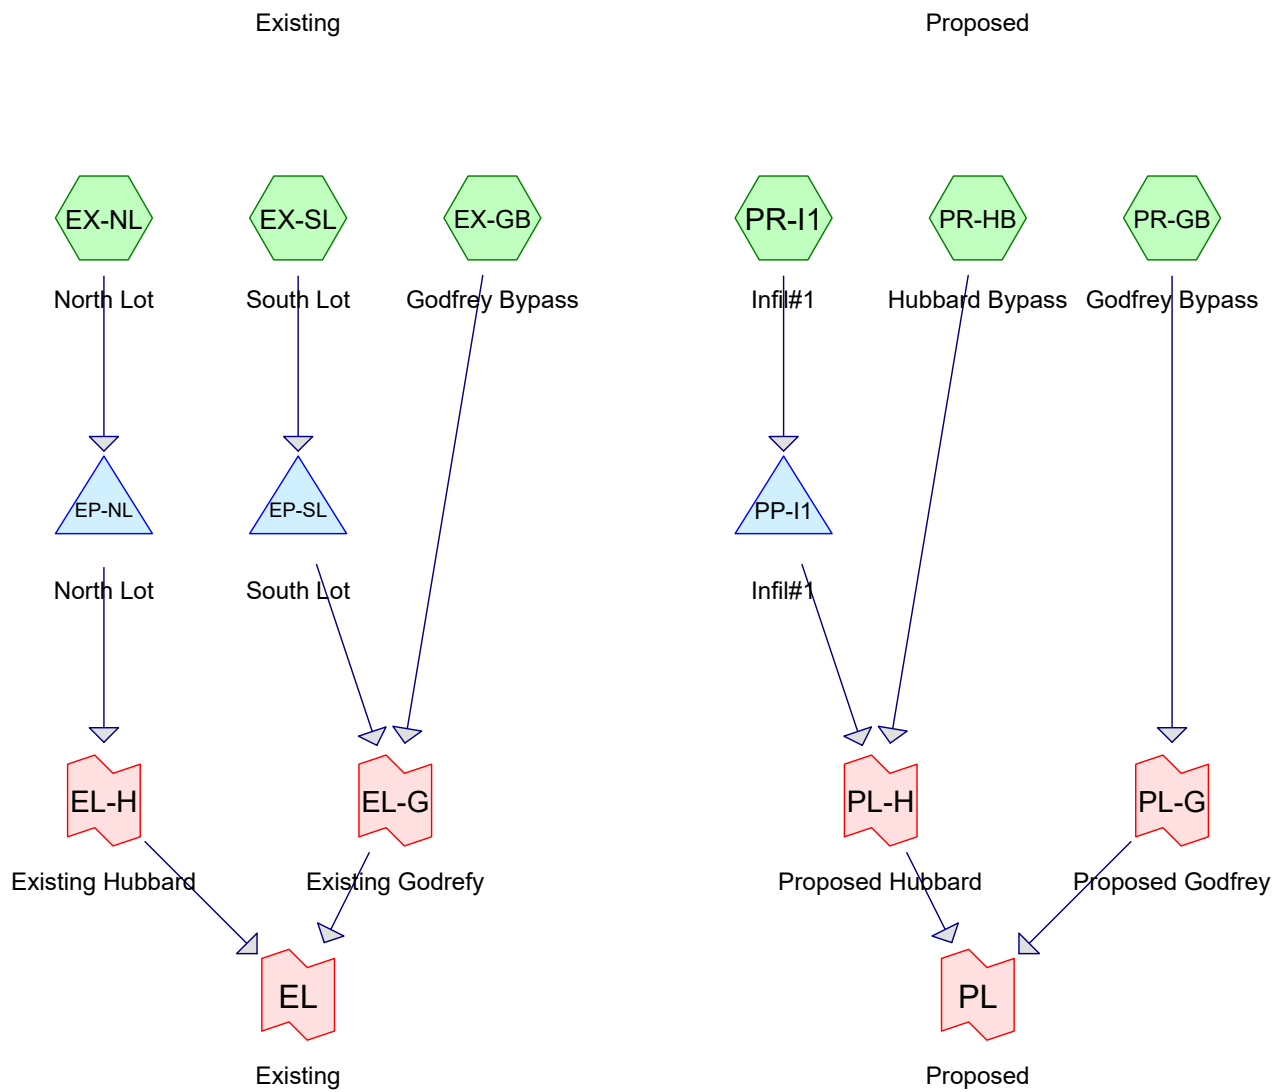 Existing
Proposed
EX-NL
EX-SL
EX-GB
PR-I1
PR-HB
PR-GB
North Lot
South Lot
Godfrey Bypass
Infil#1
Hubbard Bypass
Godfrey Bypass
EP-NL
EP-SL
PP-I1
North Lot
South Lot
Infil#1
EL-H
EL-G
PL-H
PL-G
Existing Hubbard
Existing Godrefy
Proposed Hubbard
Proposed Godfrey
EL
PL
Existing
Proposed